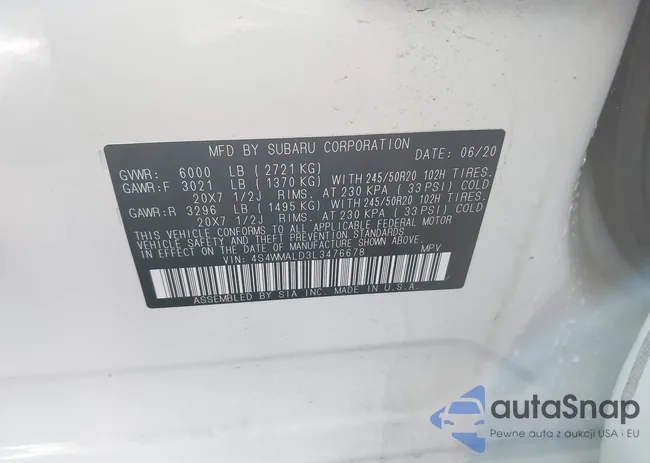 MFD BY SUBARU CORPORATION DATE: 06/20
GVWR: 6000 LB (2721 KG)
GAWR:F 3021 LB (1370 KG) WITH 245/50R20 102H TIRES.
20X7 1/2J RIMS. AT 230 KPA (33 PSI) COLD
GAWR:R 3296 LB (1495 KG) WITH 245/50R20 102H TIRES.
20X7 1/2J RIMS. AT 230 KPA (33 PSI) COLD
THIS VEHICLE CONFORMS TO ALL APPLICABLE FEDERAL MOTOR
VEHICLE SAFETY AND THEFT PREVENTION STANDARDS
IN EFFECT ON THE DATE OF MANUFACTURE SHOWN ABOVE.
VIN: 4S4WMALD3L3476678 MPV
ASSEMBLED BY SIA INC. MADE IN U.S.A.
autaSnap
Pewne auta z aukcji USA i EU